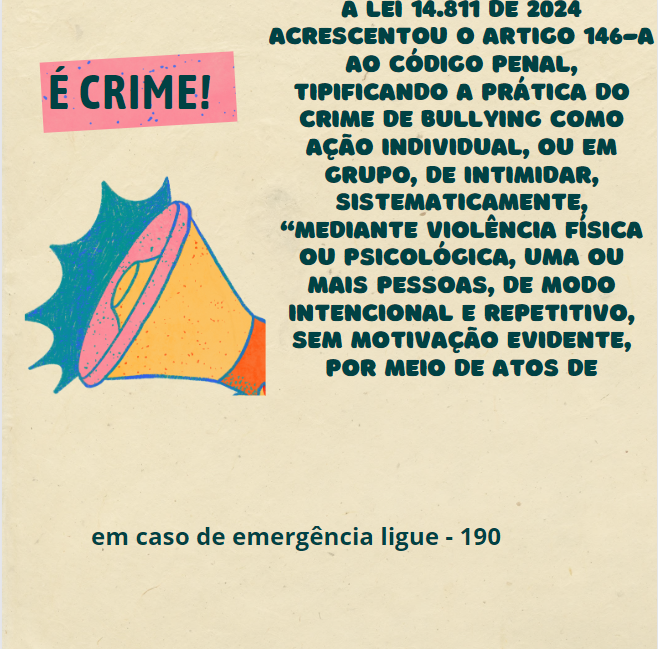 A LEI 14.811 DE 2024
ACRESCENTOU O ARTIGO 146-A
AO CÓDIGO PENAL,
TIPIFICANDO A PRÁTICA DO
CRIME DE BULLYING COMO
AÇÃO INDIVIDUAL, OU EM
GRUPO, DE INTIMIDAR,
SISTEMATICAMENTE,
“MEDIANTE VIOLÊNCIA FÍSICA
OU PSICOLÓGICA, UMA OU
MAIS PESSOAS, DE MODO
INTENCIONAL E REPETITIVO,
SEM MOTIVAÇÃO EVIDENTE,
POR MEIO DE ATOS DE
É CRIME!
em caso de emergência ligue - 190